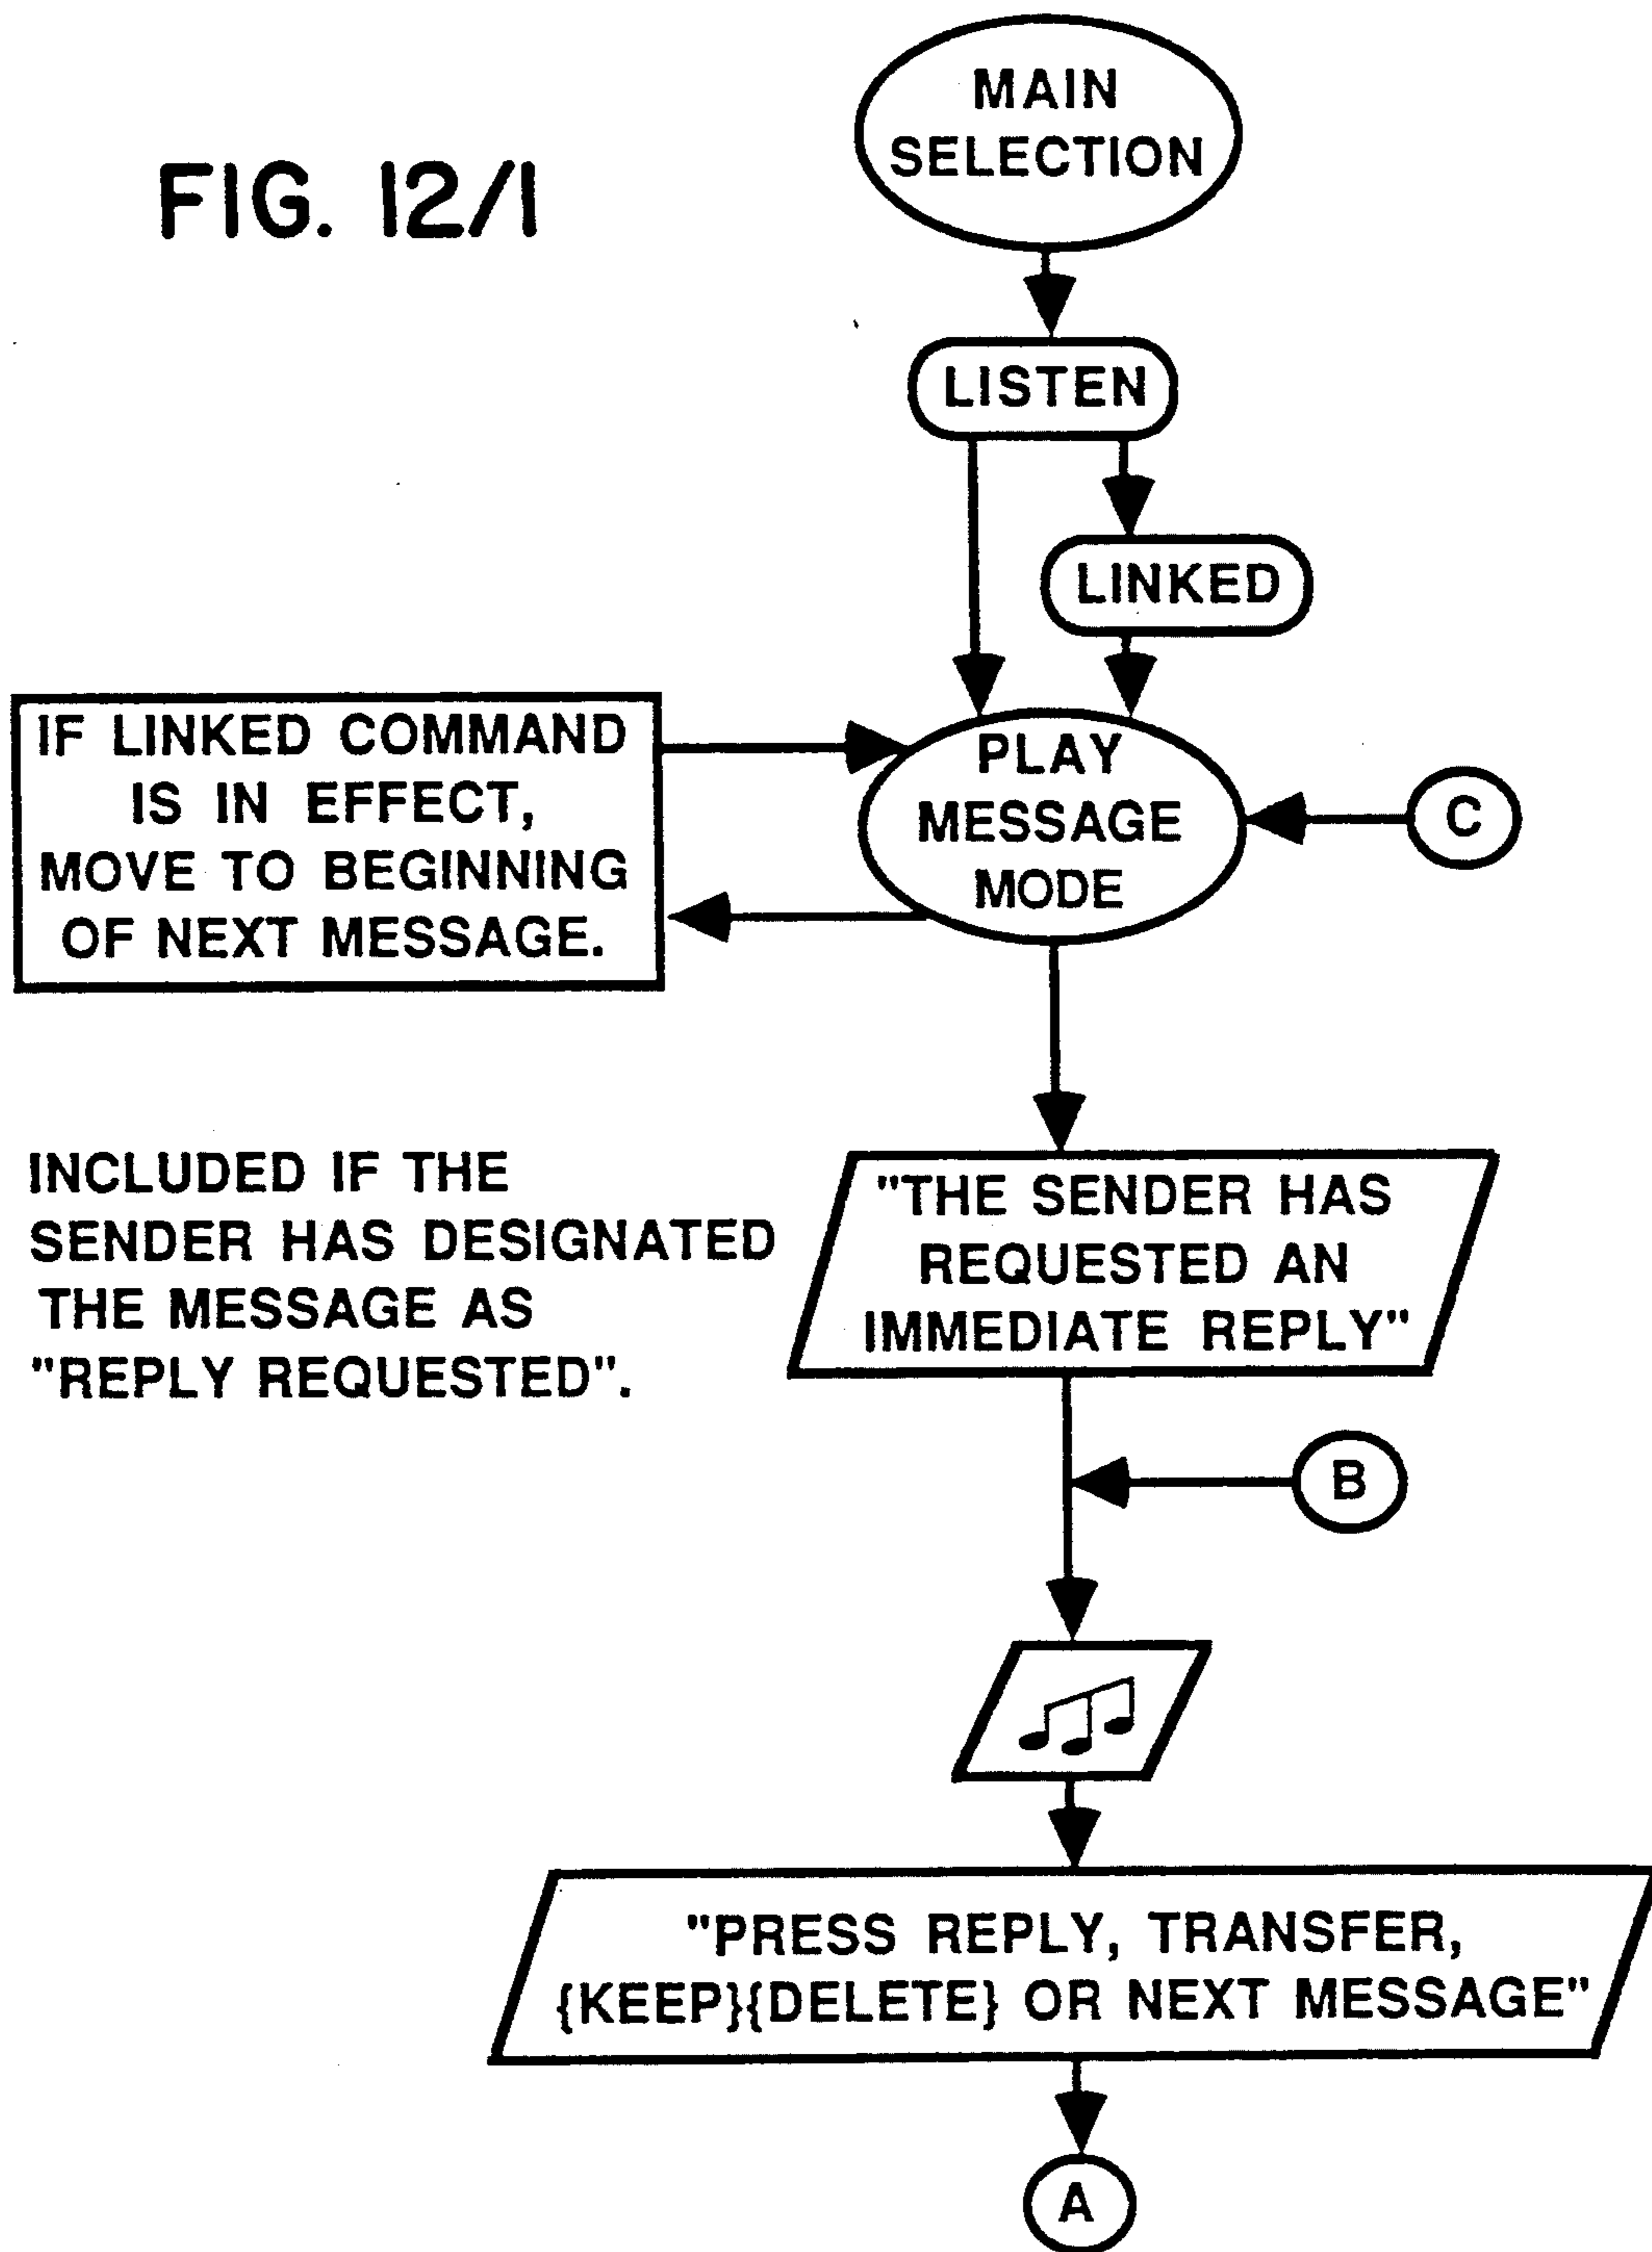 FIG. 12/1
MAIN
SELECTION
LISTEN
LINKED
IF LINKED COMMAND
IS IN EFFECT,
MOVE TO BEGINNING
OF NEXT MESSAGE.
PLAY
MESSAGE
MODE
C
INCLUDED IF THE
SENDER HAS DESIGNATED
THE MESSAGE AS
"REPLY REQUESTED".
"THE SENDER HAS
REQUESTED AN
IMMEDIATE REPLY"
B
"PRESS REPLY, TRANSFER,
{KEEP}{DELETE} OR NEXT MESSAGE"
A